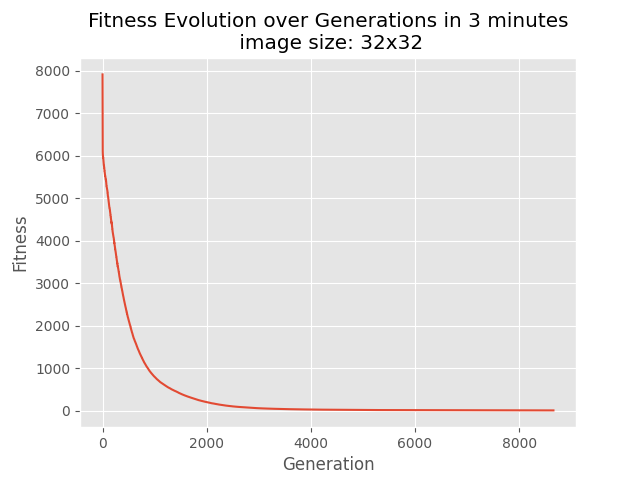 Fitness Evolution over Generations in 3 minutes
image size: 32x32
8000
7000
6000
5000
4000
3000
2000
1000
0
Fitness
0 2000 4000 6000 8000
Generation